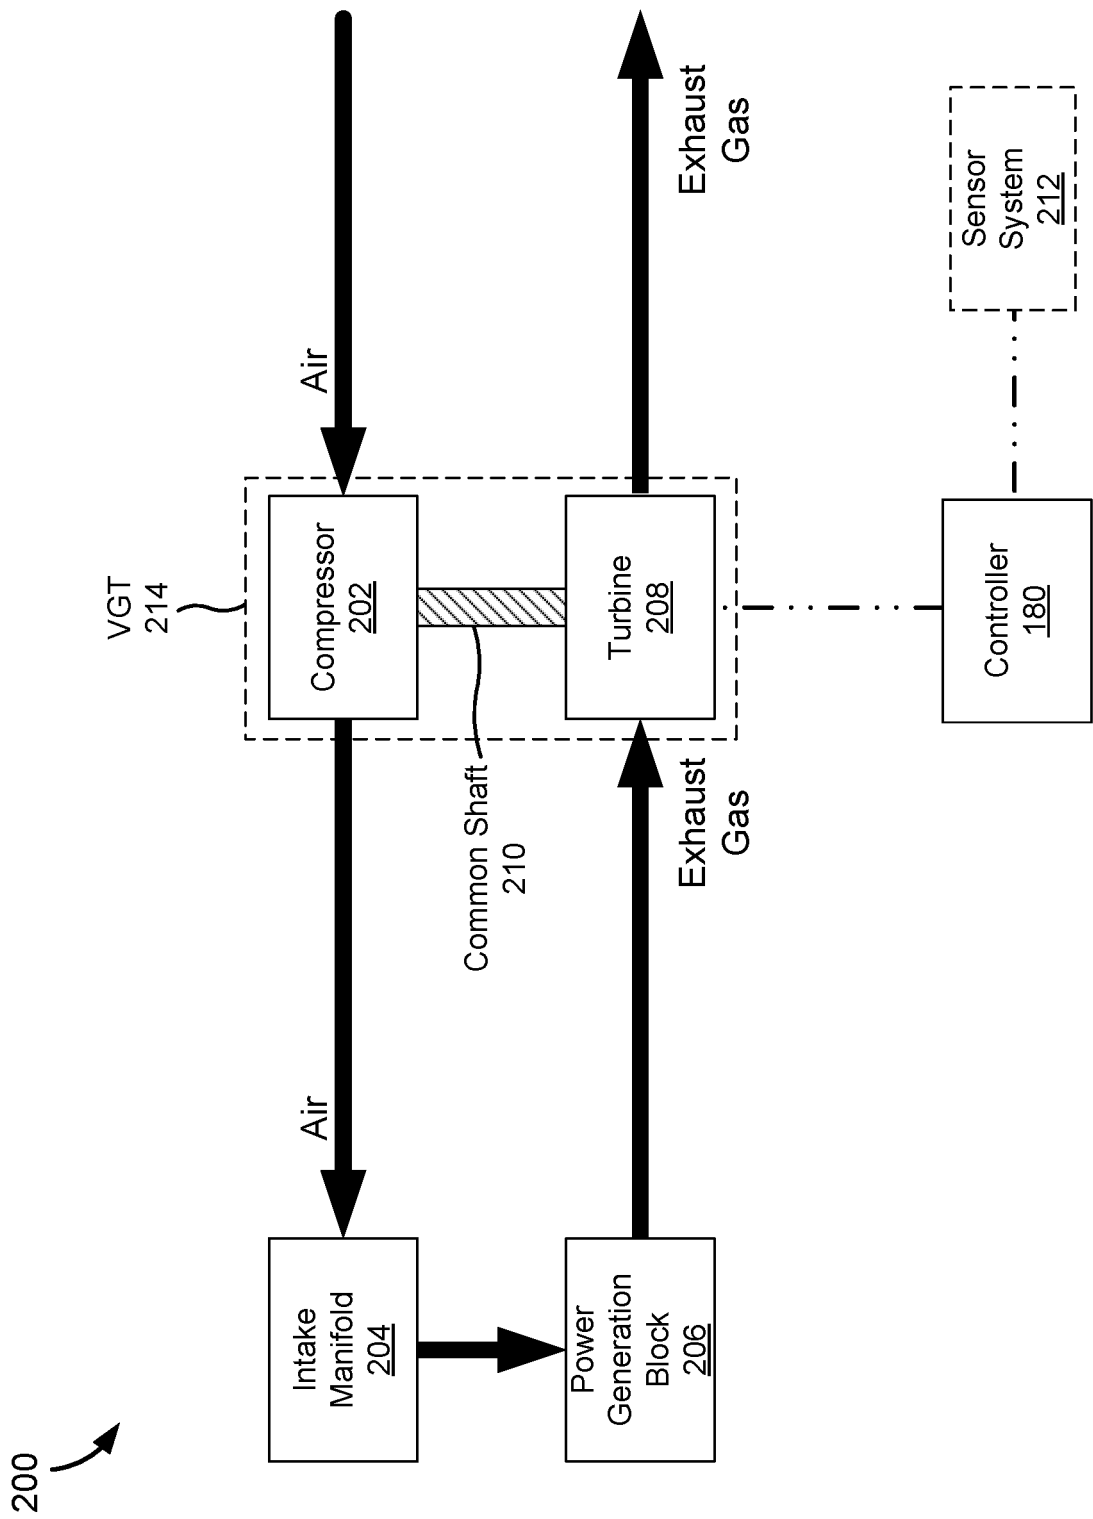 200
VGT
214
Air
Air
Intake
Manifold
204
Compressor
202
Common Shaft
210
Power
Generation
Block
206
Turbine
208
Exhaust
Gas
Exhaust
Gas
Controller
180
Sensor
System
212